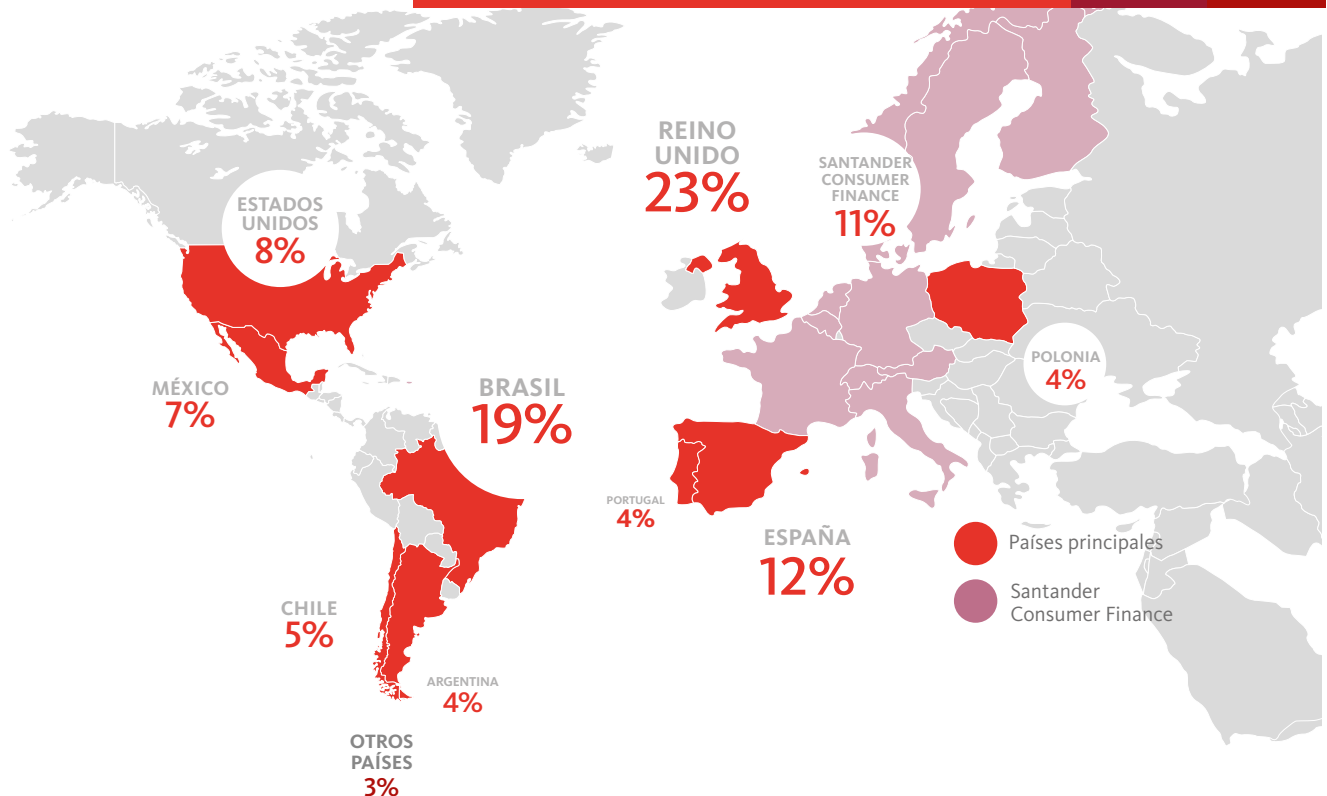 REINO
UNIDO
23%
SANTANDER
CONSUMER
FINANCE
11%
ESTADOS
UNIDOS
8%
POLONIA
4%
MÉXICO
7%
BRASIL
19%
PORTUGAL
4%
ESPAÑA
12%
Países principales
Santander
Consumer Finance
CHILE
5%
ARGENTINA
4%
OTROS
PAÍSES
3%